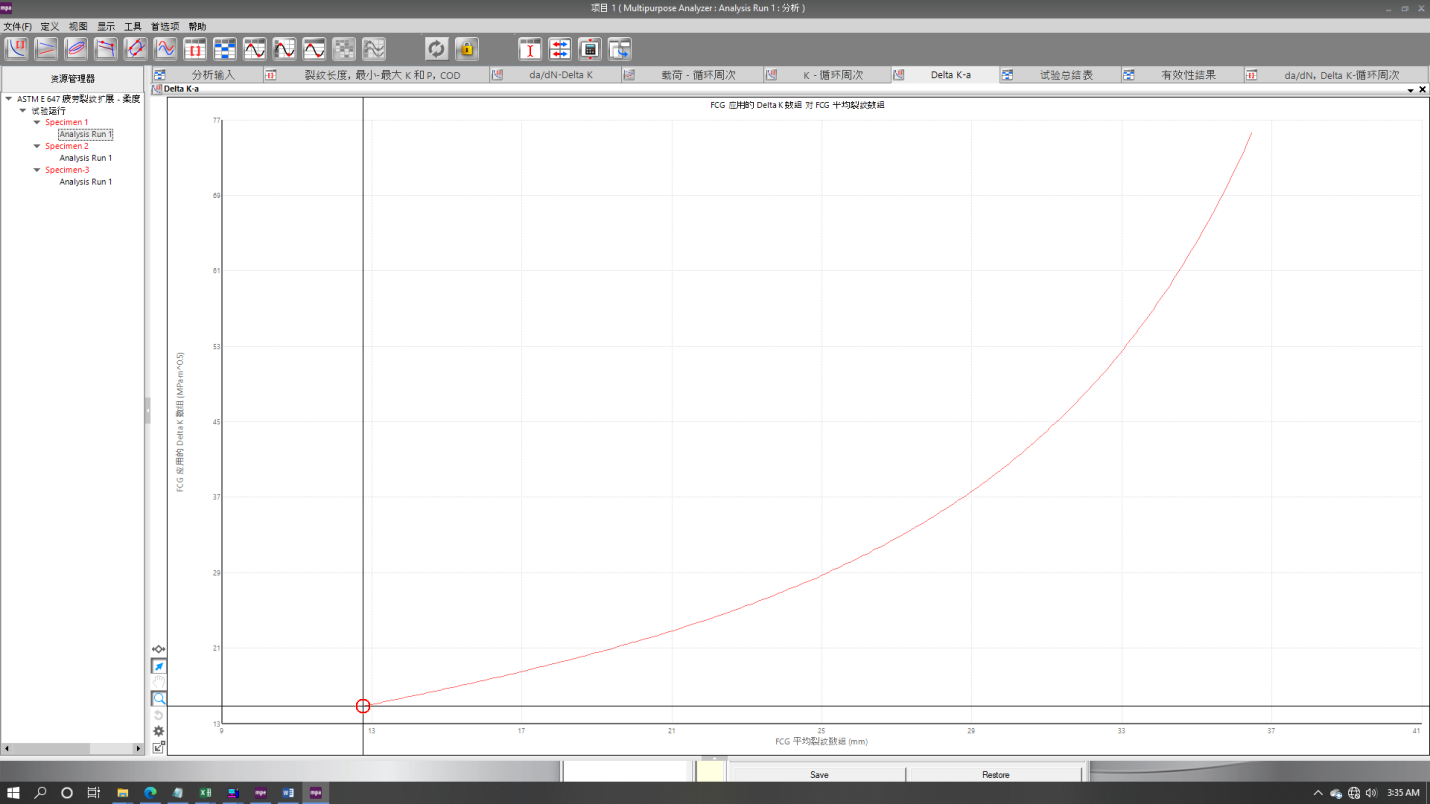 mpa
项目 1 ( Multipurpose Analyzer : Analysis Run 1 : 分析 )
文件(F) 定义 视图 显示 工具 首选项 帮助
资源管理器
分析输入 裂纹长度, 最小-最大 K 和 P, COD da/dN-Delta K 载荷 - 循环周次 K - 循环周次 Delta K-a 试验总结表 有效性结果 da/dN, Delta K-循环周次
Delta K-a
ASTM E 647 疲劳裂纹扩展 - 柔度
试验运行
Specimen 1
Analysis Run 1
Specimen 2
Analysis Run 1
Specimen-3
Analysis Run 1
FCG 应用的 Delta K 数组 对 FCG 平均裂纹数组
77
69
61
53
45
37
29
21
13
FCG 应用的 Delta K 数组 (MPa·m^0.5)
9 13 17 21 25 29 33 37 41
FCG 平均裂纹数组 (mm)
Save Restore
mpa mpa
3:35 AM